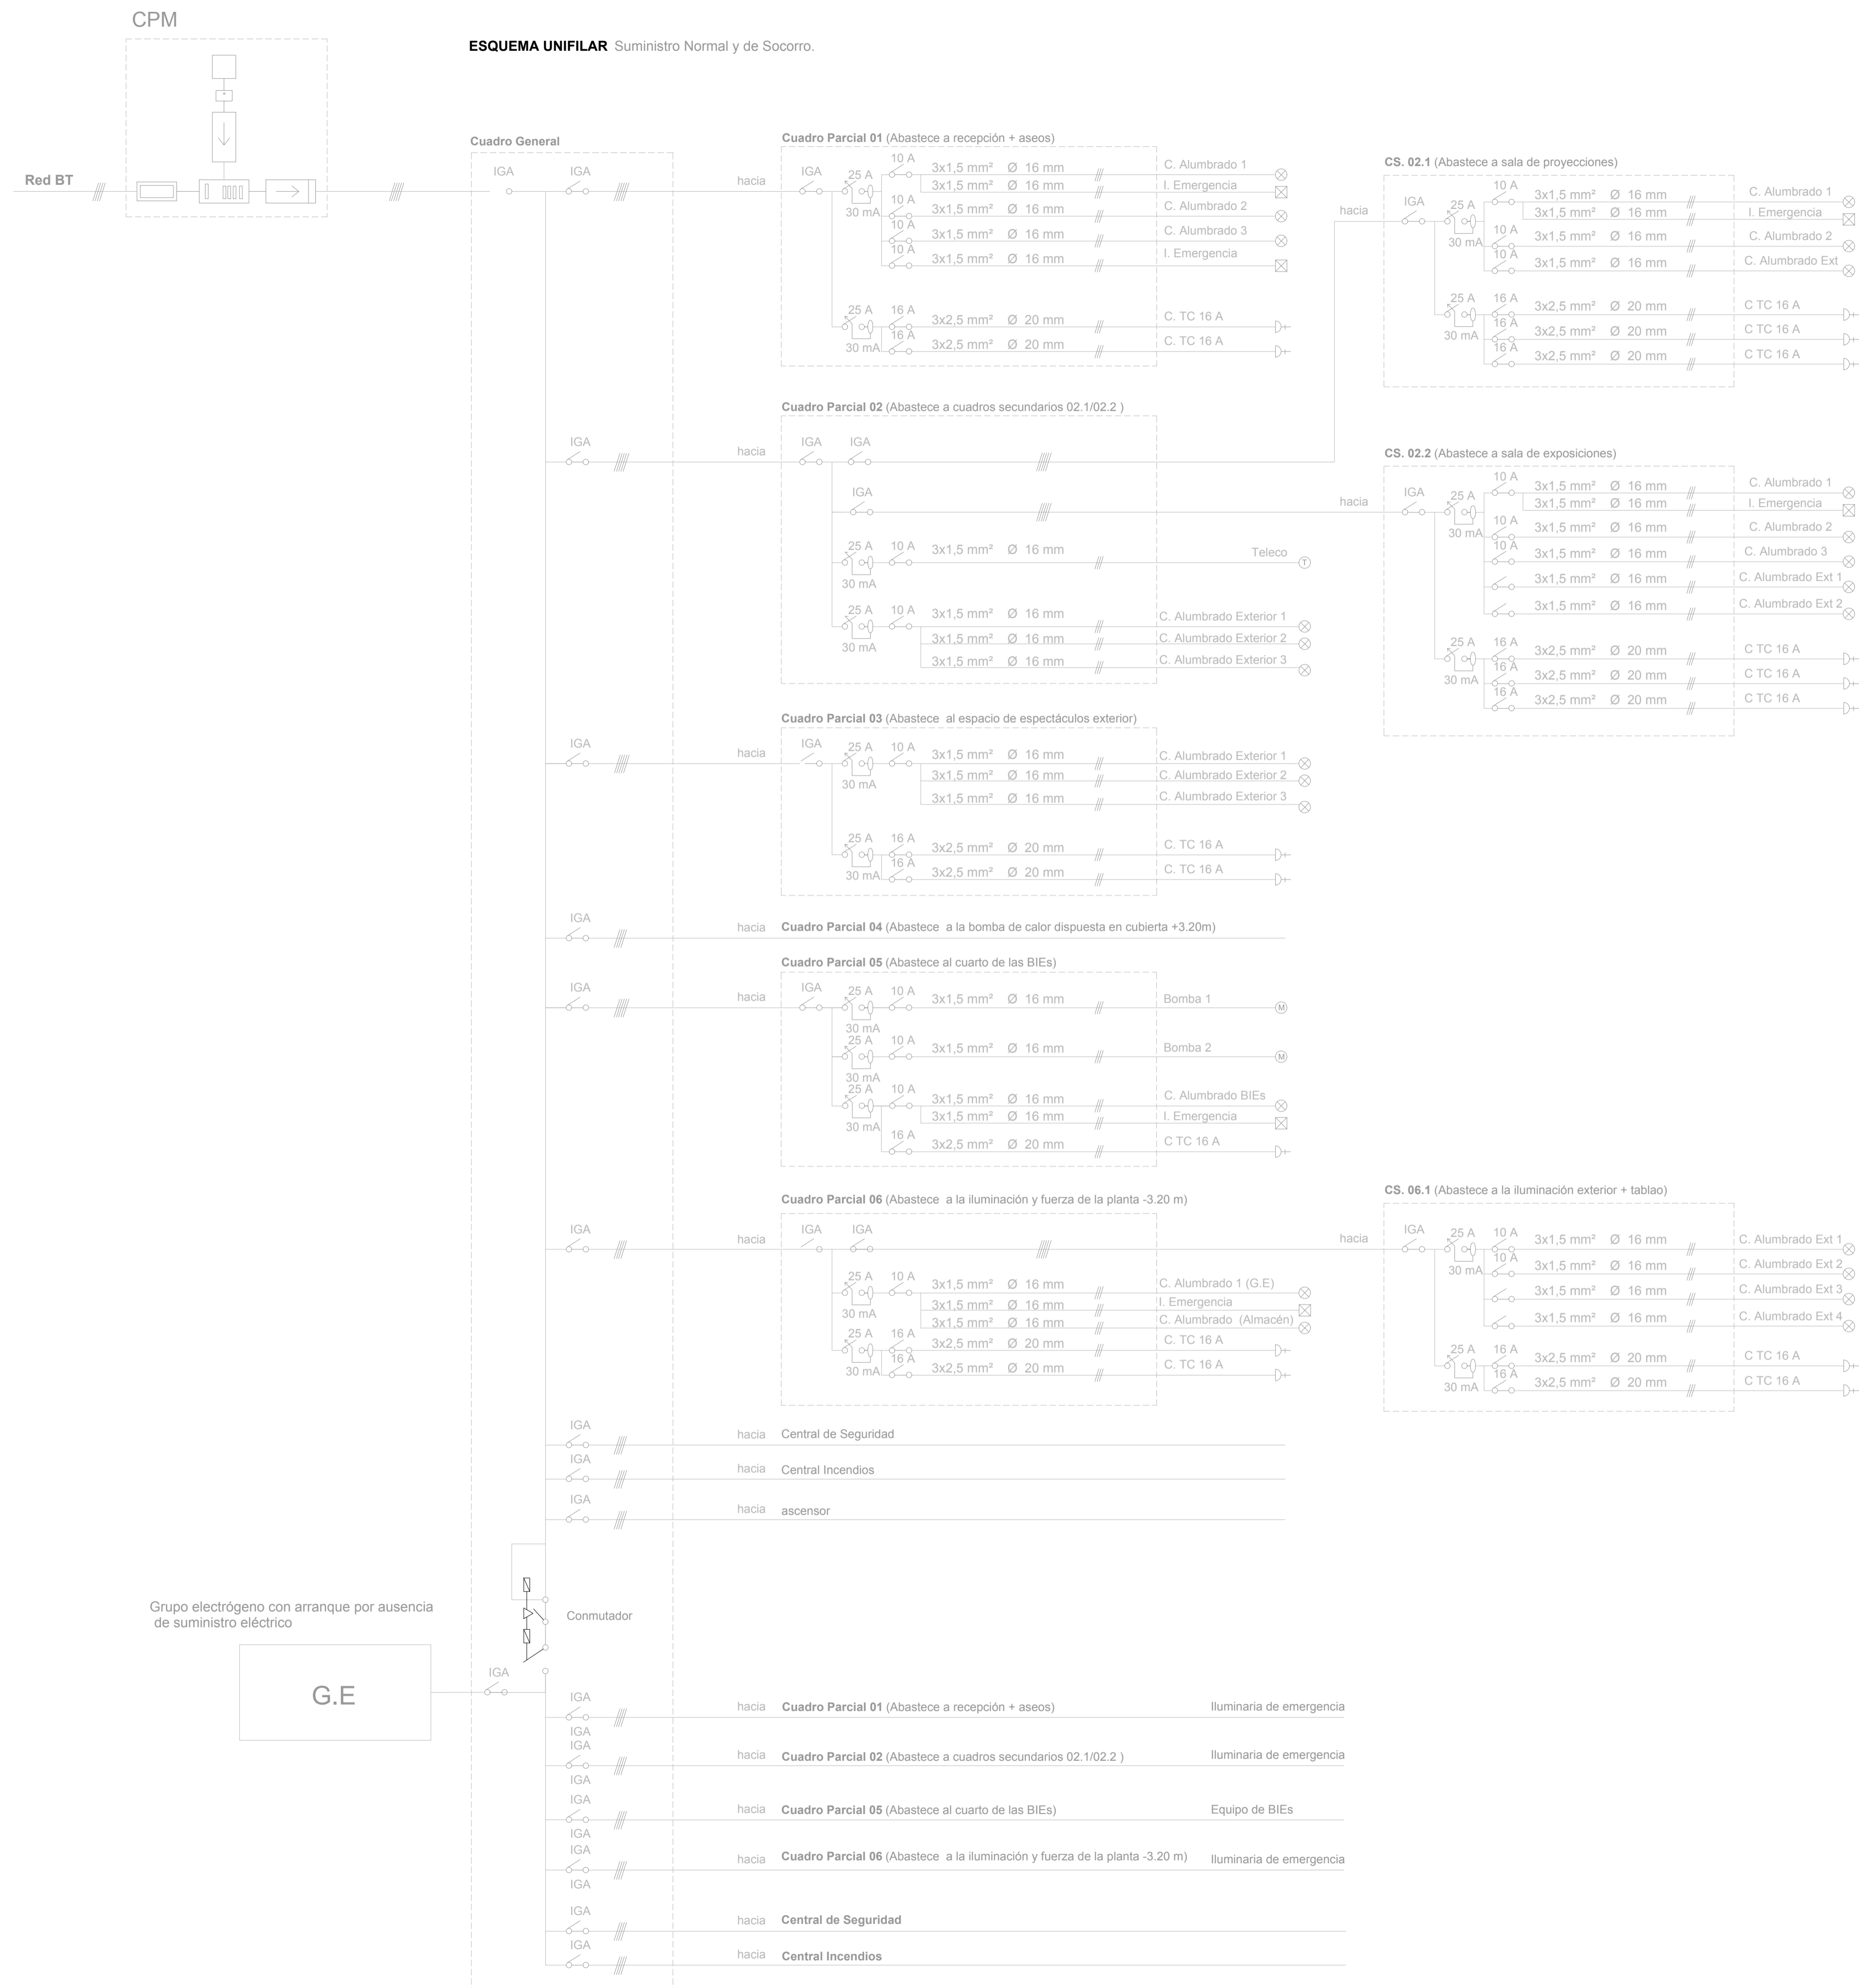 CPM
ESQUEMA UNIFILAR Suministro Normal y de Socorro.
Red BT
Cuadro General
IGA
IGA
hacia
Cuadro Parcial 01 (Abastece a recepción + aseos)
IGA
25 A
30 mA
10 A
3x1,5 mm² Ø 16 mm
C. Alumbrado 1
3x1,5 mm² Ø 16 mm
I. Emergencia
10 A
3x1,5 mm² Ø 16 mm
C. Alumbrado 2
10 A
3x1,5 mm² Ø 16 mm
C. Alumbrado 3
10 A
3x1,5 mm² Ø 16 mm
I. Emergencia
25 A
30 mA
16 A
3x2,5 mm² Ø 20 mm
C. TC 16 A
16 A
3x2,5 mm² Ø 20 mm
C. TC 16 A
hacia
CS. 02.1 (Abastece a sala de proyecciones)
IGA
25 A
30 mA
10 A
3x1,5 mm² Ø 16 mm
C. Alumbrado 1
3x1,5 mm² Ø 16 mm
I. Emergencia
10 A
3x1,5 mm² Ø 16 mm
C. Alumbrado 2
10 A
3x1,5 mm² Ø 16 mm
C. Alumbrado Ext
25 A
30 mA
16 A
3x2,5 mm² Ø 20 mm
C TC 16 A
16 A
3x2,5 mm² Ø 20 mm
C TC 16 A
16 A
3x2,5 mm² Ø 20 mm
C TC 16 A
IGA
hacia
Cuadro Parcial 02 (Abastece a cuadros secundarios 02.1/02.2 )
IGA
IGA
IGA
25 A
30 mA
10 A
3x1,5 mm² Ø 16 mm
Teleco
T
25 A
30 mA
10 A
3x1,5 mm² Ø 16 mm
C. Alumbrado Exterior 1
3x1,5 mm² Ø 16 mm
C. Alumbrado Exterior 2
3x1,5 mm² Ø 16 mm
C. Alumbrado Exterior 3
hacia
CS. 02.2 (Abastece a sala de exposiciones)
IGA
25 A
30 mA
10 A
3x1,5 mm² Ø 16 mm
C. Alumbrado 1
3x1,5 mm² Ø 16 mm
I. Emergencia
10 A
3x1,5 mm² Ø 16 mm
C. Alumbrado 2
10 A
3x1,5 mm² Ø 16 mm
C. Alumbrado 3
3x1,5 mm² Ø 16 mm
C. Alumbrado Ext 1
3x1,5 mm² Ø 16 mm
C. Alumbrado Ext 2
25 A
30 mA
16 A
3x2,5 mm² Ø 20 mm
C TC 16 A
16 A
3x2,5 mm² Ø 20 mm
C TC 16 A
16 A
3x2,5 mm² Ø 20 mm
C TC 16 A
IGA
hacia
Cuadro Parcial 03 (Abastece al espacio de espectáculos exterior)
IGA
25 A
30 mA
10 A
3x1,5 mm² Ø 16 mm
C. Alumbrado Exterior 1
3x1,5 mm² Ø 16 mm
C. Alumbrado Exterior 2
3x1,5 mm² Ø 16 mm
C. Alumbrado Exterior 3
25 A
30 mA
16 A
3x2,5 mm² Ø 20 mm
C. TC 16 A
16 A
3x2,5 mm² Ø 20 mm
C. TC 16 A
IGA
hacia
Cuadro Parcial 04 (Abastece a la bomba de calor dispuesta en cubierta +3.20m)
IGA
hacia
Cuadro Parcial 05 (Abastece al cuarto de las BIEs)
IGA
25 A
30 mA
10 A
3x1,5 mm² Ø 16 mm
Bomba 1
M
25 A
30 mA
10 A
3x1,5 mm² Ø 16 mm
Bomba 2
M
25 A
30 mA
10 A
3x1,5 mm² Ø 16 mm
C. Alumbrado BIEs
3x1,5 mm² Ø 16 mm
I. Emergencia
16 A
3x2,5 mm² Ø 20 mm
C TC 16 A
IGA
hacia
Cuadro Parcial 06 (Abastece a la iluminación y fuerza de la planta -3.20 m)
IGA
IGA
25 A
30 mA
10 A
3x1,5 mm² Ø 16 mm
C. Alumbrado 1 (G.E)
3x1,5 mm² Ø 16 mm
I. Emergencia
3x1,5 mm² Ø 16 mm
C. Alumbrado (Almacén)
25 A
30 mA
16 A
3x2,5 mm² Ø 20 mm
C. TC 16 A
16 A
3x2,5 mm² Ø 20 mm
C. TC 16 A
hacia
CS. 06.1 (Abastece a la iluminación exterior + tablao)
IGA
25 A
30 mA
10 A
3x1,5 mm² Ø 16 mm
C. Alumbrado Ext 1
10 A
3x1,5 mm² Ø 16 mm
C. Alumbrado Ext 2
3x1,5 mm² Ø 16 mm
C. Alumbrado Ext 3
3x1,5 mm² Ø 16 mm
C. Alumbrado Ext 4
25 A
30 mA
16 A
3x2,5 mm² Ø 20 mm
C TC 16 A
16 A
3x2,5 mm² Ø 20 mm
C TC 16 A
IGA
hacia Central de Seguridad
IGA
hacia Central Incendios
IGA
hacia ascensor
Conmutador
Grupo electrógeno con arranque por ausencia
de suministro eléctrico
G.E
IGA
IGA
hacia Cuadro Parcial 01 (Abastece a recepción + aseos) Iluminaria de emergencia
IGA
IGA
hacia Cuadro Parcial 02 (Abastece a cuadros secundarios 02.1/02.2 ) Iluminaria de emergencia
IGA
IGA
hacia Cuadro Parcial 05 (Abastece al cuarto de las BIEs) Equipo de BIEs
IGA
IGA
hacia Cuadro Parcial 06 (Abastece a la iluminación y fuerza de la planta -3.20 m) Iluminaria de emergencia
IGA
IGA
hacia Central de Seguridad
IGA
hacia Central Incendios